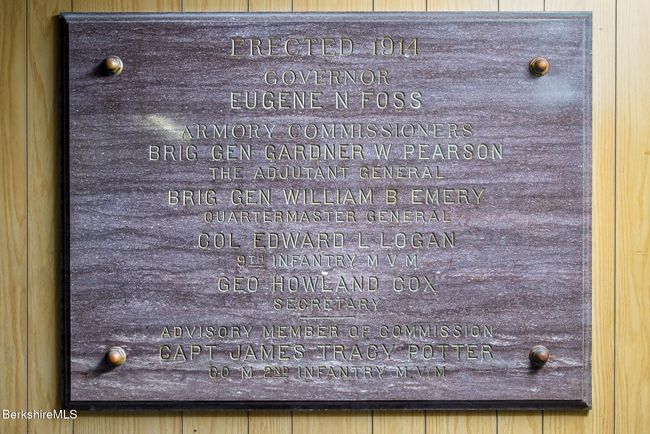 ERECTED 1914
GOVERNOR
EUGENE N FOSS
ARMORY COMMISSIONERS
BRIG GEN GARDNER W PEARSON
THE ADJUTANT GENERAL
BRIG GEN WILLIAM B EMERY
QUARTERMASTER GENERAL
COL EDWARD L LOGAN
9TH INFANTRY M V M
GEO HOWLAND COX
SECRETARY
ADVISORY MEMBER OF COMMISSION
CAPT JAMES TRACY POTTER
CO M 2ND INFANTRY M.V.M
BerkshireMLS